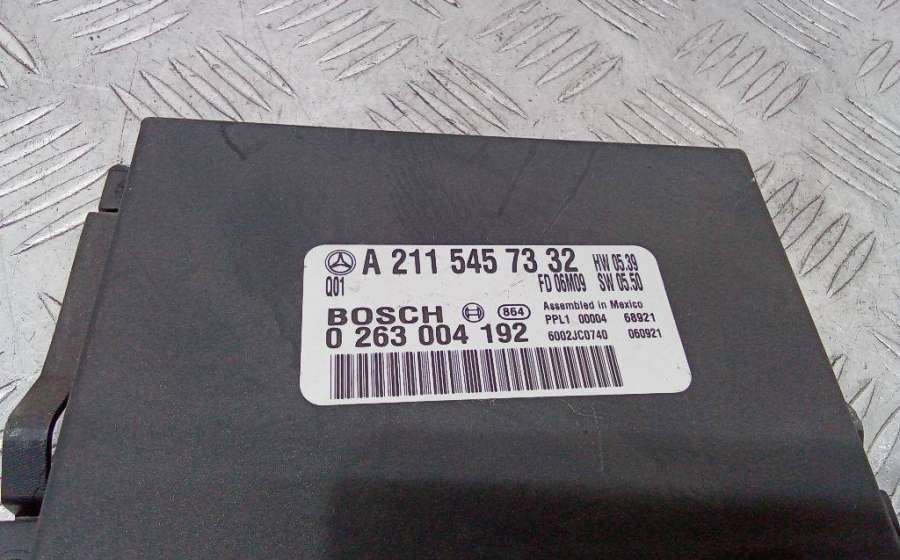 A 211 545 73 32 HW 05.39
Q01 FD 06M09 SW 05.50
BOSCH 864 Assembled in Mexico
PPL1 00004 68921
0 263 004 192 6002JC0740 060921